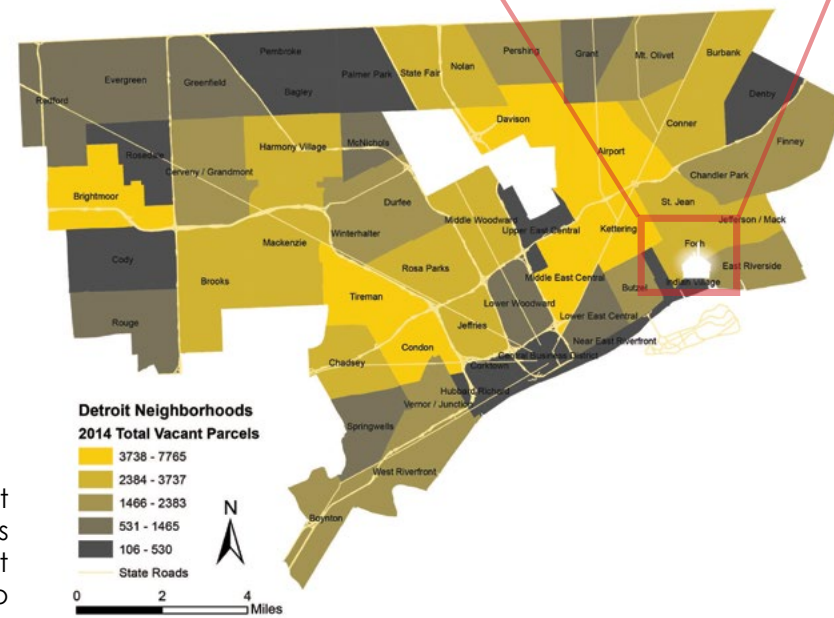 Pembroke
Burbank
Pershing
Grant
Mt. Olivet
Nolan
State Fair
Palmer Park
Evergreen
Greenfield
Bagley
Redford
Denby
Davison
Conner
Finney
McNichols
Harmony Village
Airport
Rosedale
Cerveny / Grandmont
Chandler Park
Brightmoor
Durfee
St. Jean
Middle Woodward
Jefferson / Mack
Upper East Central
Kettering
Winterhalter
Mackenzie
Cody
Rosa Parks
East Riverside
Middle East Central
Brooks
Indian Village
Butzel
Tireman
Lower Woodward
Lower East Central
Rouge
Jeffries
Near East Riverfront
Condon
Central Business District
Chadsey
Corktown
Hubbard Richard
Vernor / Junction
Springwells
West Riverfront
Boynton
Detroit Neighborhoods
2014 Total Vacant Parcels
3738 - 7765
2384 - 3737
1466 - 2383
531 - 1465
106 - 530
State Roads
N
0 2 4
Miles